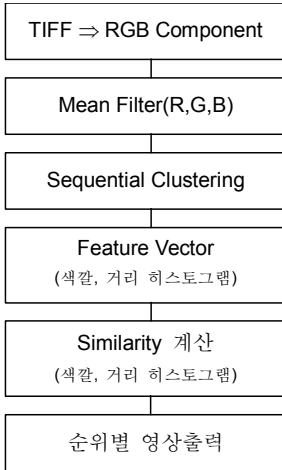 TIFF ⇒ RGB Component
Mean Filter(R,G,B)
Sequential Clustering
Feature Vector
(색깔, 거리 히스토그램)
Similarity 계산
(색깔, 거리 히스토그램)
순위별 영상출력